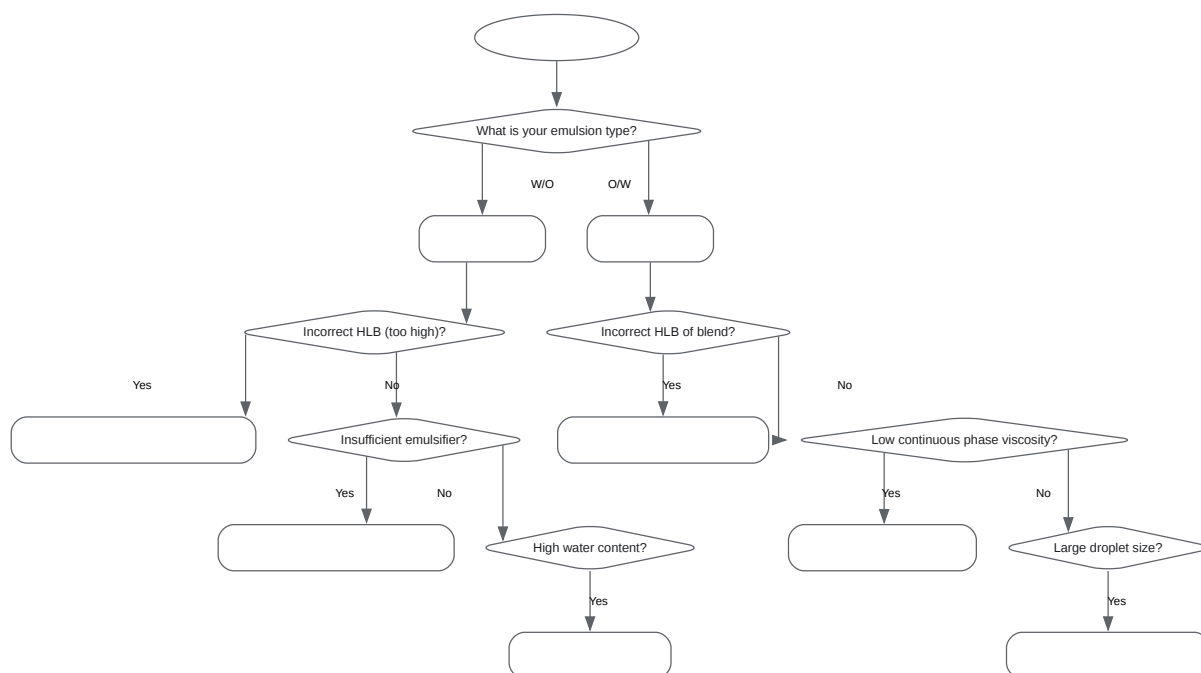 What is your emulsion type?
W/O
O/W
Incorrect HLB (too high)?
Incorrect HLB of blend?
Yes
No
Yes
No
Insufficient emulsifier?
Low continuous phase viscosity?
Yes
No
Yes
No
High water content?
Large droplet size?
Yes
Yes